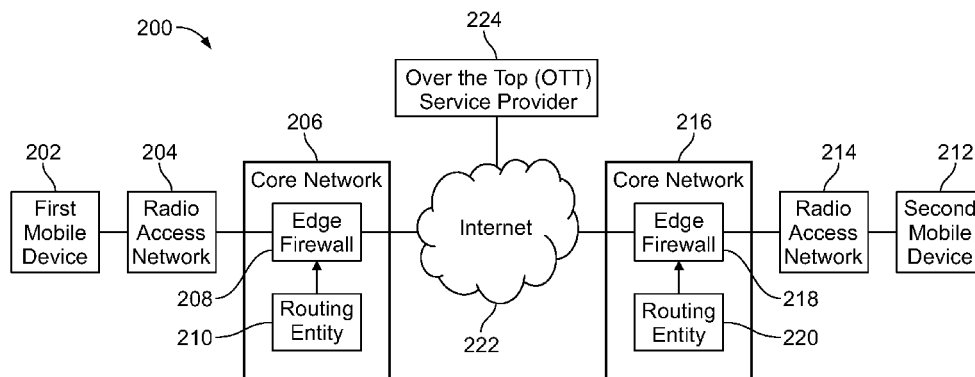 200
224
Over the Top (OTT)
Service Provider
202
204
206
216
214
212
First
Mobile
Device
Radio
Access
Network
Core Network
Edge
Firewall
Routing
Entity
208
210
Internet
222
Core Network
Edge
Firewall
Routing
Entity
218
220
Radio
Access
Network
Second
Mobile
Device